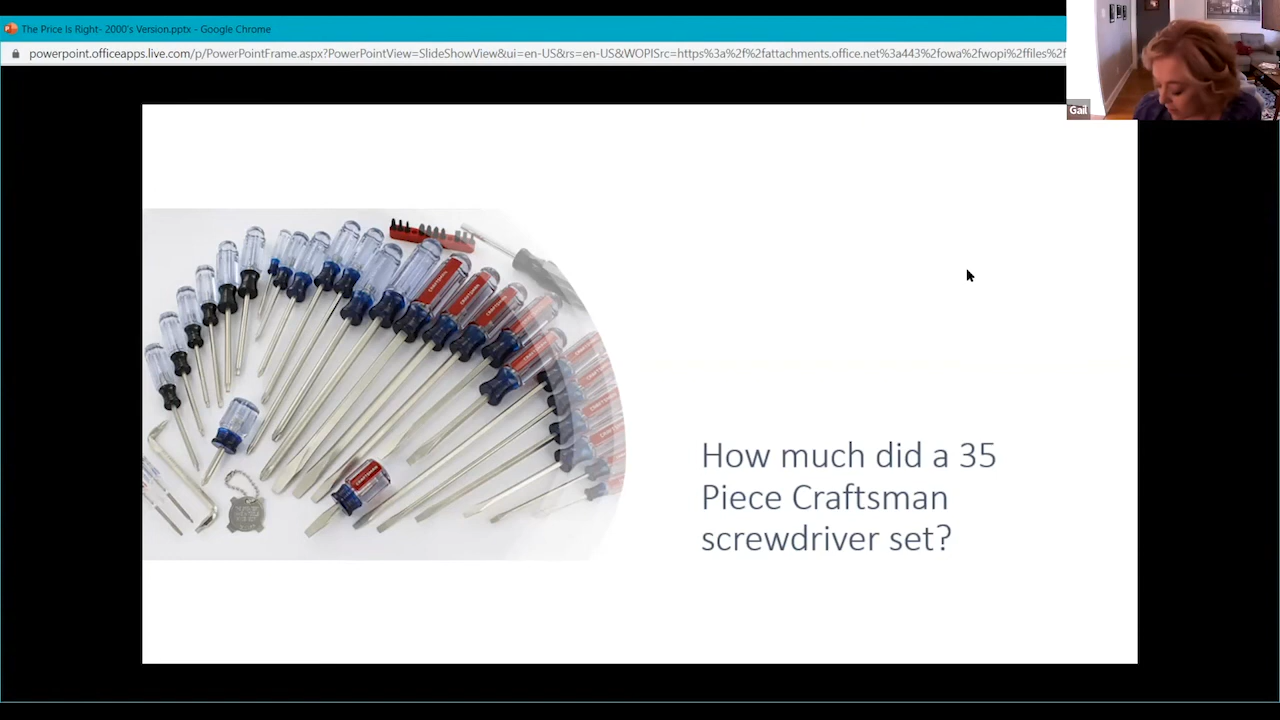 The Price Is Right- 2000's Version.pptx - Google Chrome
powerpoint.officeapps.live.com/p/PowerPointFrame.aspx?PowerPointView=SlideShowView&ui=en-US&rs=en-US&WOPISrc=https%3a%2f%2fattachments.office.net%3a443%2fowa%2fwopi%2ffiles%2f
Gail
How much did a 35
Piece Craftsman
screwdriver set?